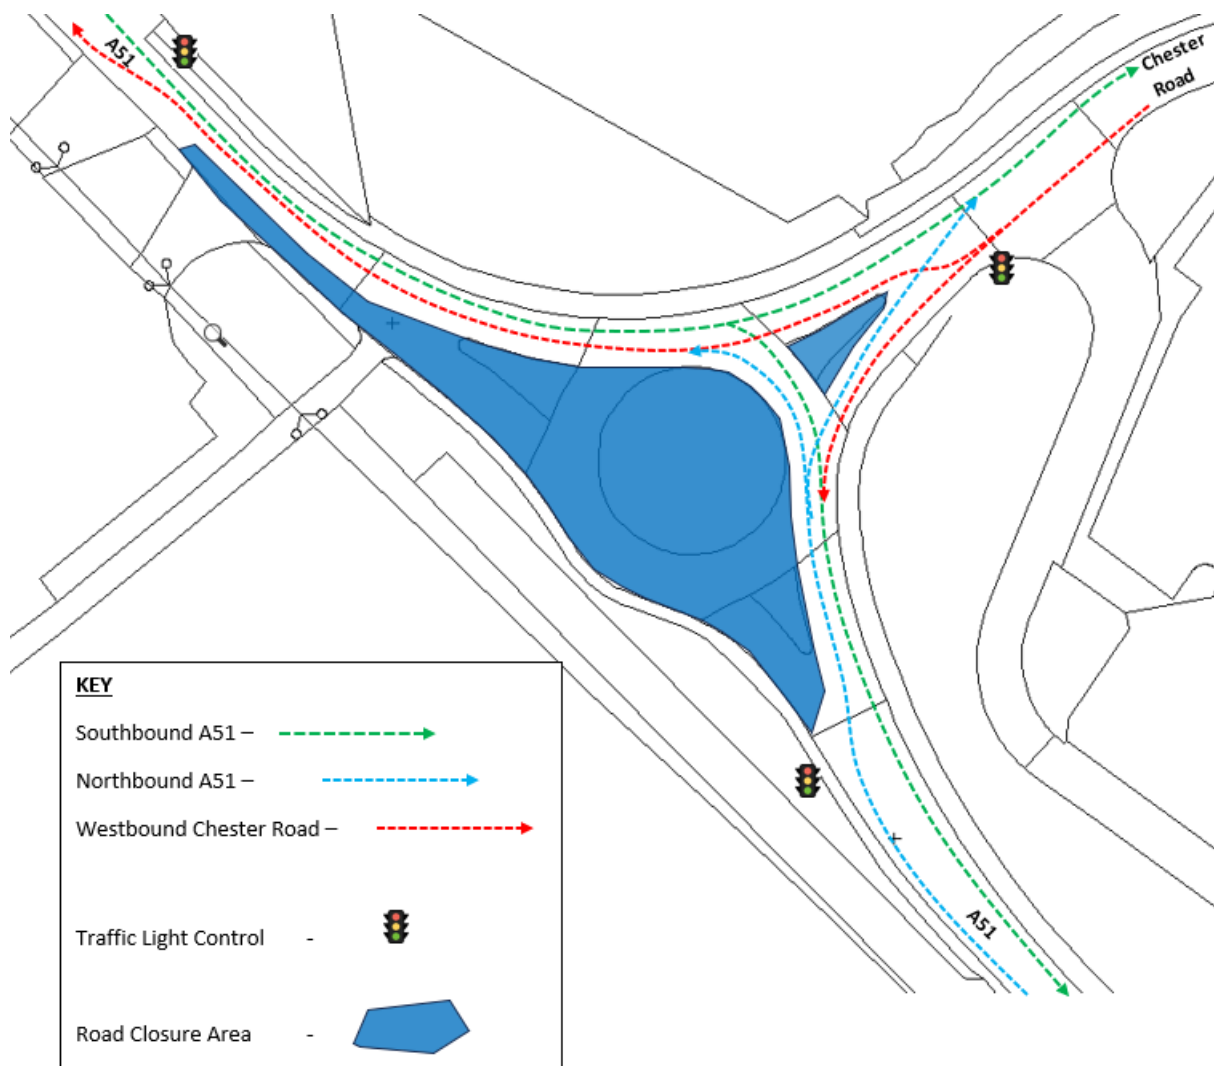 A51
Chester
Road
A51
KEY
Southbound A51 –
Northbound A51 –
Westbound Chester Road –
Traffic Light Control -
Road Closure Area -